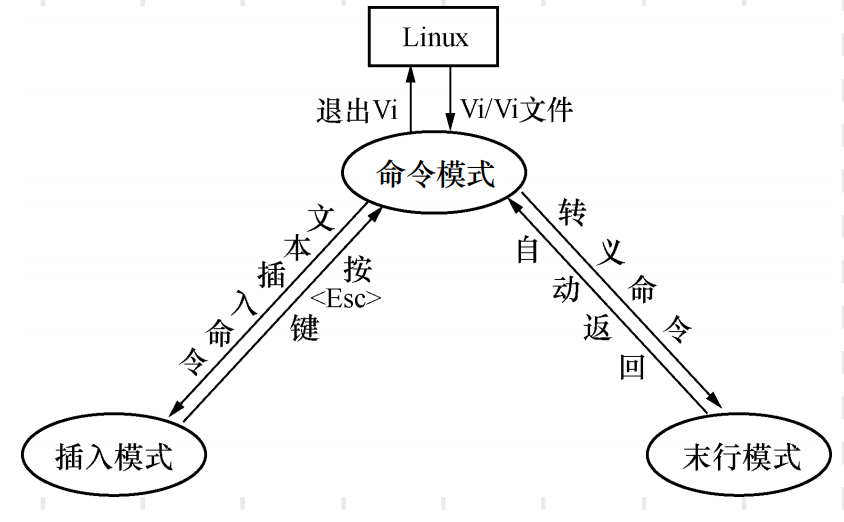 Linux
退出Vi
Vi/Vi文件
命令模式
文本插入命令
按<Esc>键
转义命令
自动返回
插入模式
末行模式